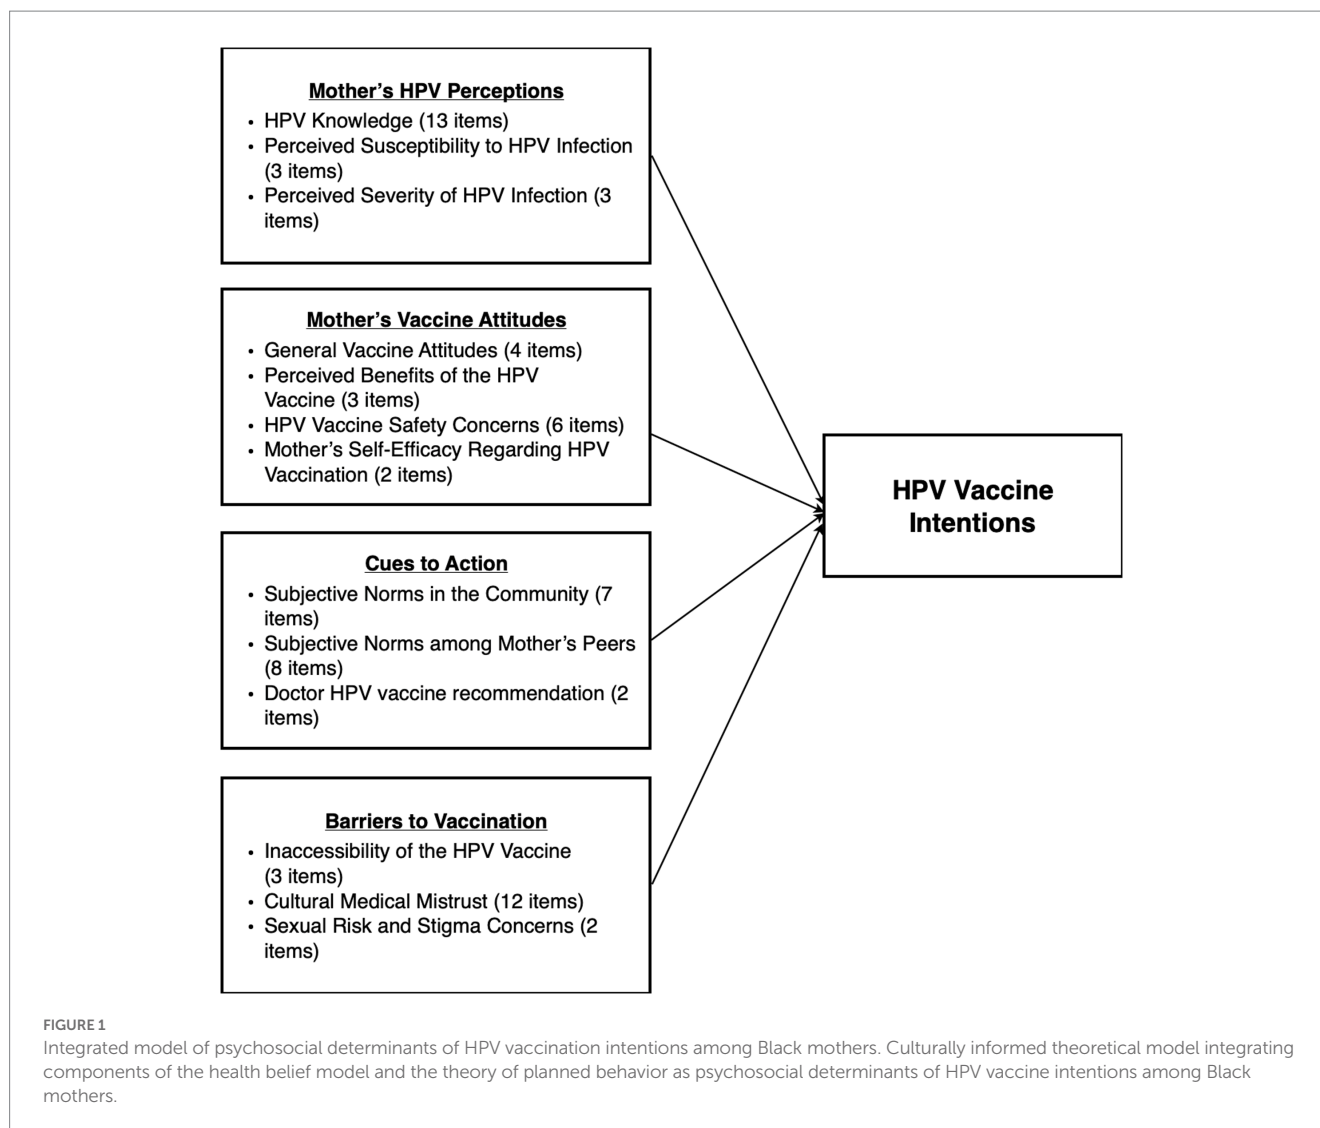 Mother’s HPV Perceptions
• HPV Knowledge (13 items)
• Perceived Susceptibility to HPV Infection
(3 items)
• Perceived Severity of HPV Infection (3
items)
Mother’s Vaccine Attitudes
• General Vaccine Attitudes (4 items)
• Perceived Benefits of the HPV
Vaccine (3 items)
• HPV Vaccine Safety Concerns (6 items)
• Mother’s Self-Efficacy Regarding HPV
Vaccination (2 items)
Cues to Action
• Subjective Norms in the Community (7
items)
• Subjective Norms among Mother’s Peers
(8 items)
• Doctor HPV vaccine recommendation (2
items)
Barriers to Vaccination
• Inaccessibility of the HPV Vaccine
(3 items)
• Cultural Medical Mistrust (12 items)
• Sexual Risk and Stigma Concerns (2
items)
HPV Vaccine
Intentions
FIGURE 1
Integrated model of psychosocial determinants of HPV vaccination intentions among Black mothers. Culturally informed theoretical model integrating
components of the health belief model and the theory of planned behavior as psychosocial determinants of HPV vaccine intentions among Black
mothers.